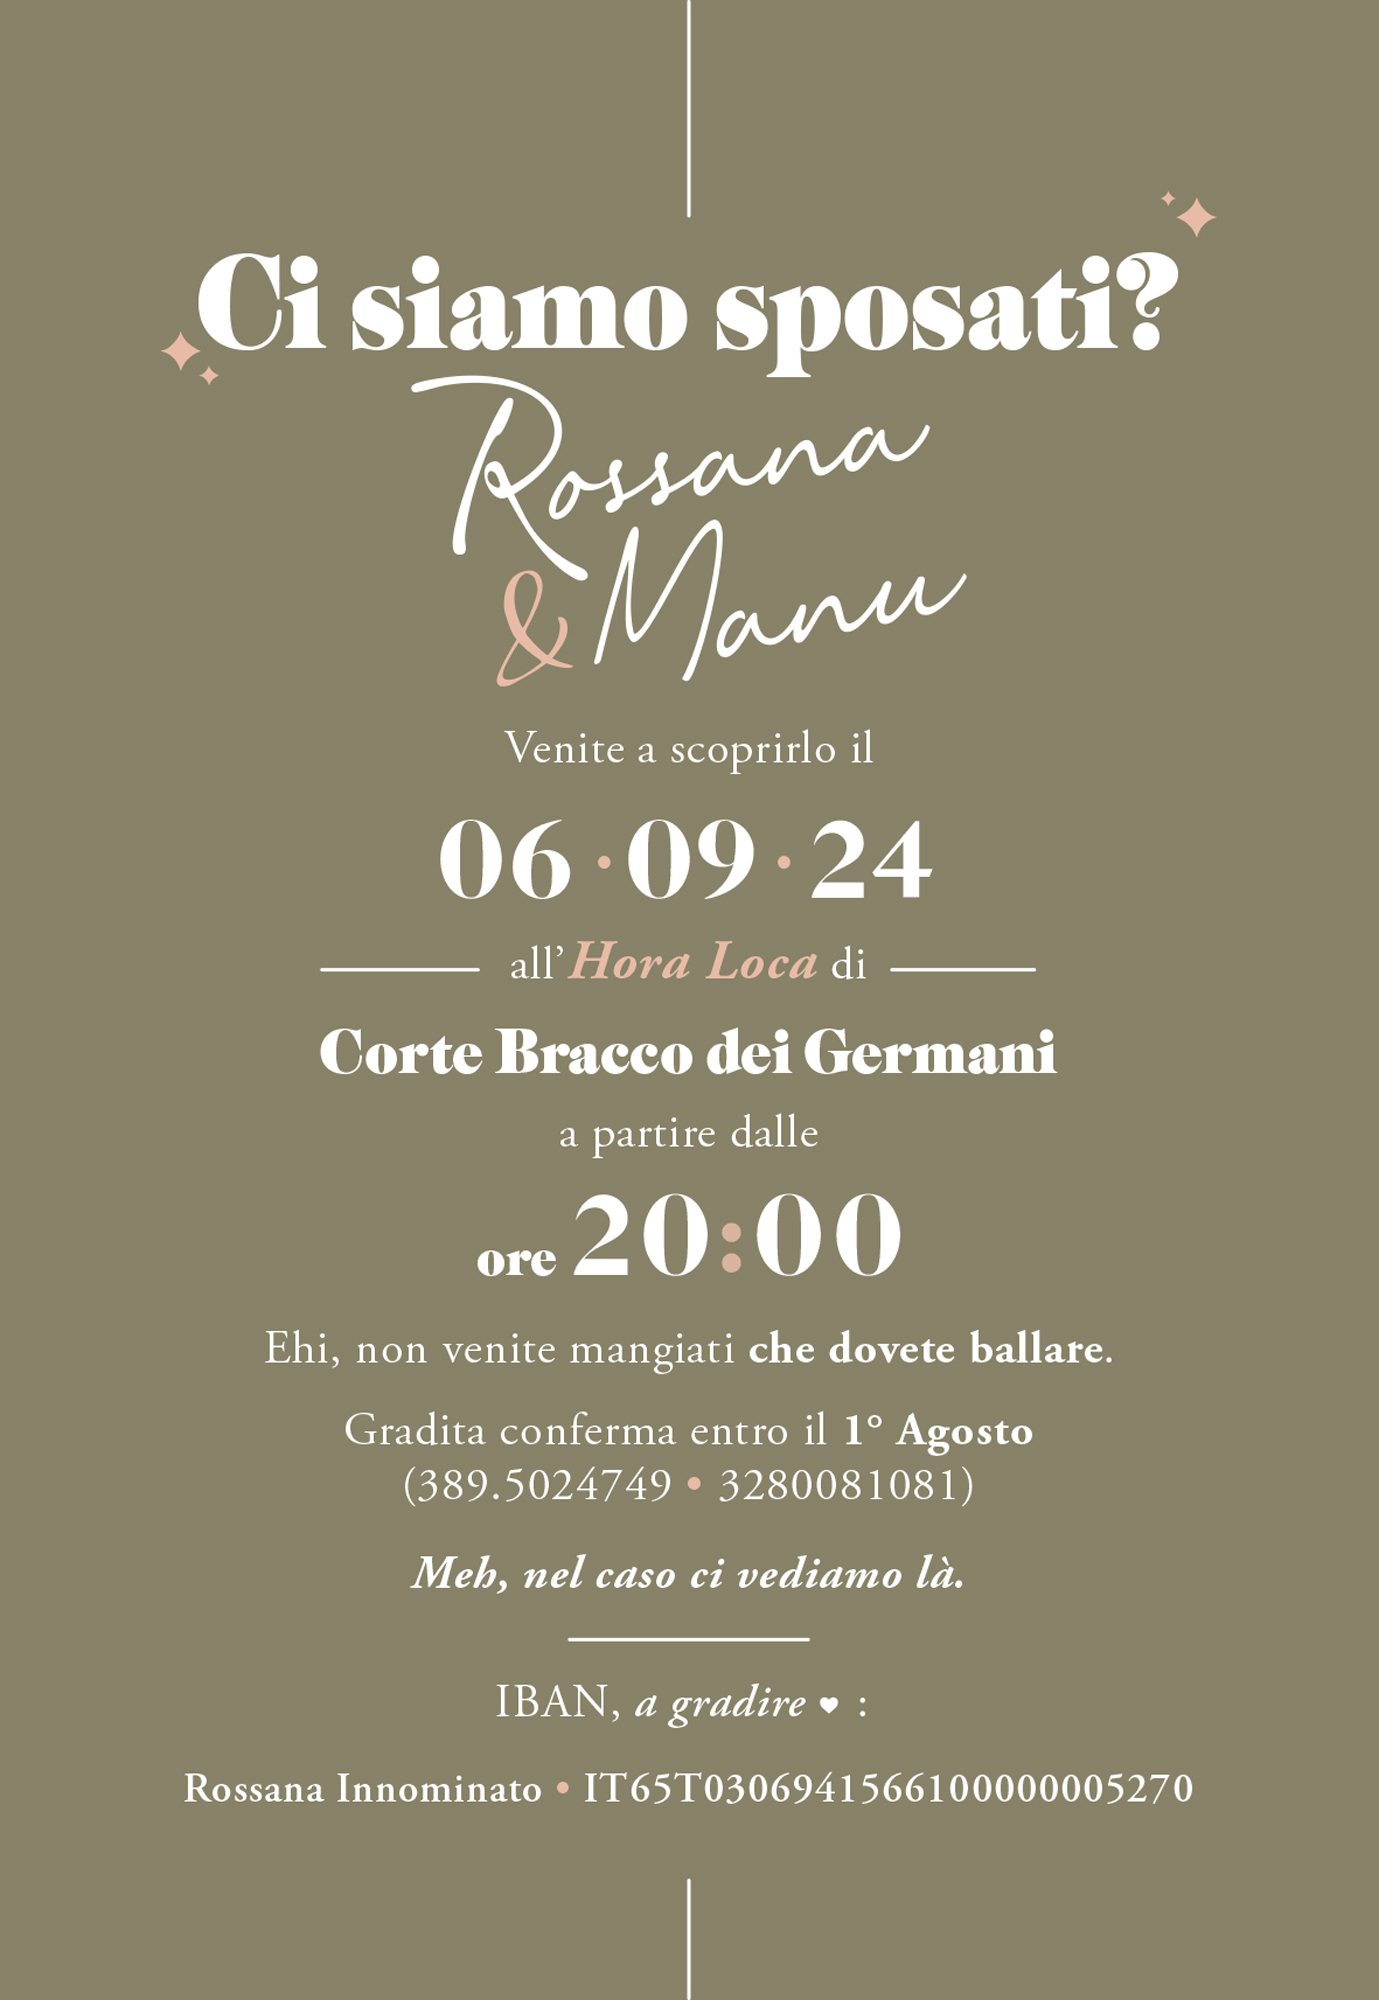 Ci siamo sposati?
Rossana
& Manu
Venite a scoprirlo il
06 • 09 • 24
all’Hora Loca di
Corte Bracco dei Germani
a partire dalle
ore 20:00
Ehi, non venite mangiati che dovete ballare.
Gradita conferma entro il 1° Agosto
(389.5024749 • 3280081081)
Meh, nel caso ci vediamo là.
IBAN, a gradire ♥ :
Rossana Innominato • IT65T0306941566100000005270